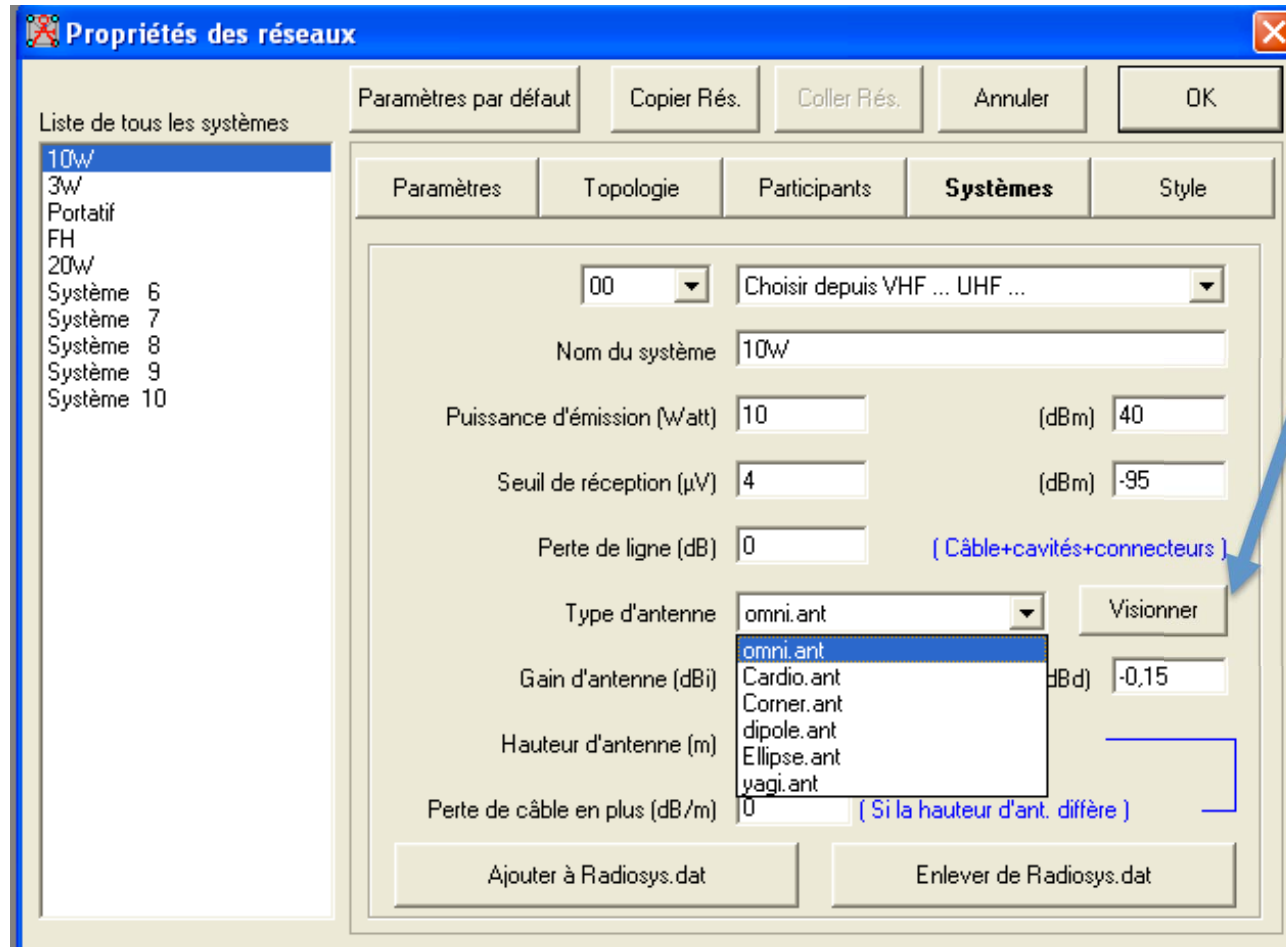 Propriétés des réseaux
Paramètres par défaut Copier Rés. Coller Rés. Annuler OK
Liste de tous les systèmes
10W
3W
Portatif
FH
20W
Système 6
Système 7
Système 8
Système 9
Système 10
Paramètres Topologie Participants Systèmes Style
00 Choisir depuis VHF ... UHF ...
Nom du système 10W
Puissance d'émission (Watt) 10 (dBm) 40
Seuil de réception (µV) 4 (dBm) -95
Perte de ligne (dB) 0 ( Câble+cavités+connecteurs )
Type d'antenne omni.ant Visionner
omni.ant
Gain d'antenne (dBi) Cardio.ant dBd) -0,15
Corner.ant
dipole.ant
Hauteur d'antenne (m) Ellipse.ant
yagi.ant
Perte de câble en plus (dB/m) 0 ( Si la hauteur d'ant. diffère )
Ajouter à Radiosys.dat Enlever de Radiosys.dat